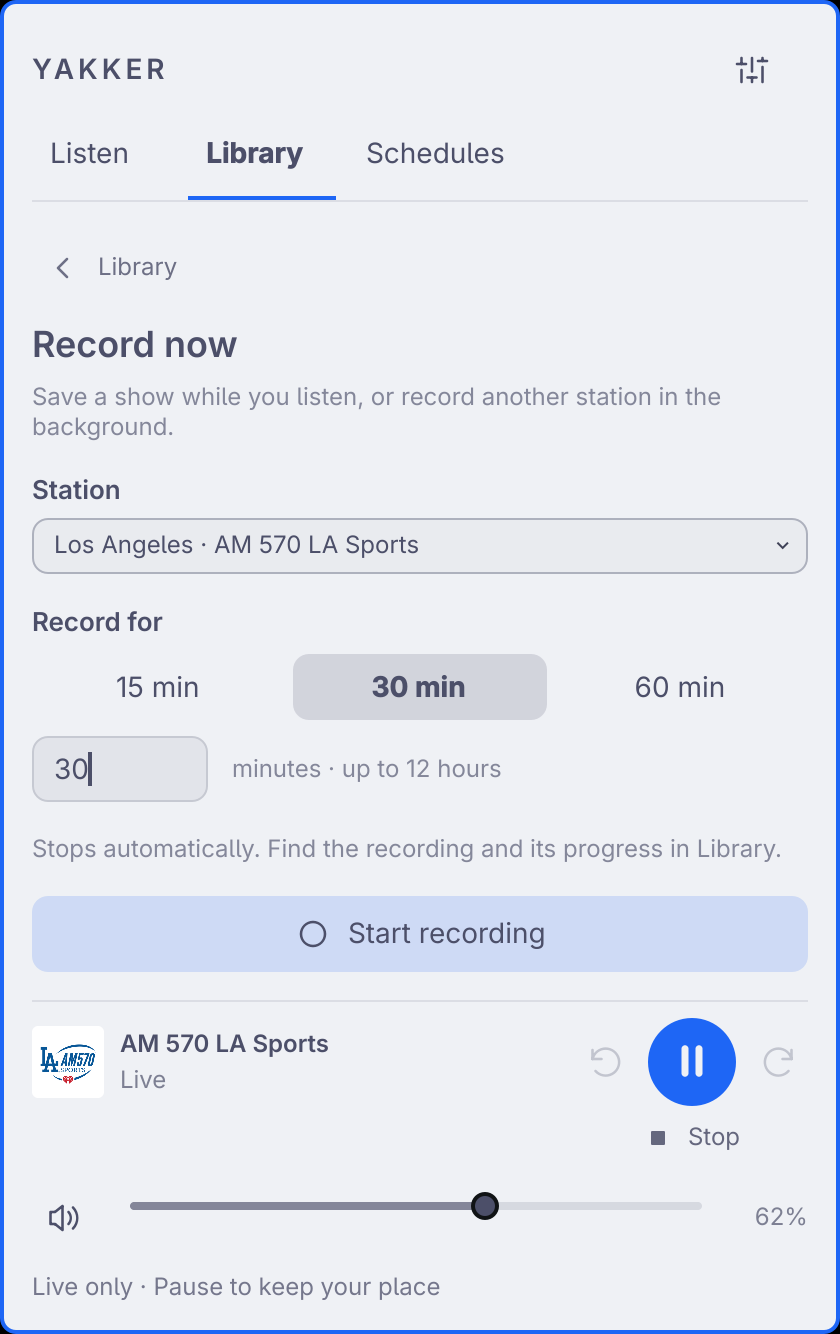 YAKKER
Listen
Library
Schedules
Library
Record now
Save a show while you listen, or record another station in the
background.
Station
Los Angeles · AM 570 LA Sports
Record for
15 min
30 min
60 min
30
minutes · up to 12 hours
Stops automatically. Find the recording and its progress in Library.
Start recording
LA AM570
SPORTS
AM 570 LA Sports
Live
Stop
62%
Live only · Pause to keep your place